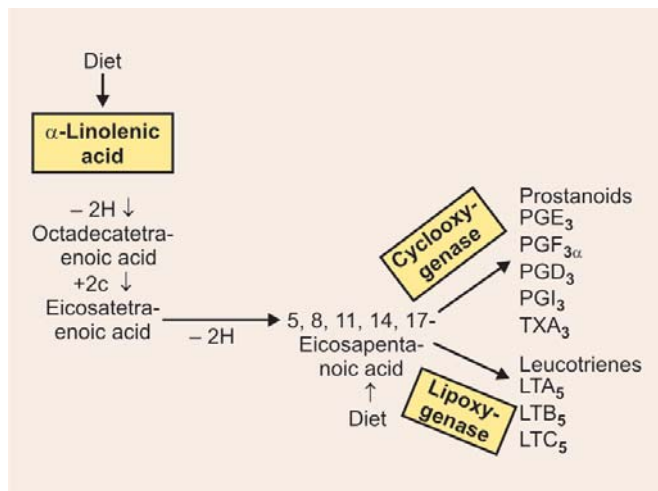 Diet
α-Linolenic
acid
– 2H ↓
Octadecatetra-
enoic acid
+2c ↓
Eicosatetra-
enoic acid
– 2H
5, 8, 11, 14, 17-
Eicosapenta-
noic acid
↑
Diet
Cyclooxy-
genase
Prostanoids
PGE₃
PGF₃α
PGD₃
PGI₃
TXA₃
Lipoxy-
genase
Leucotrienes
LTA₅
LTB₅
LTC₅